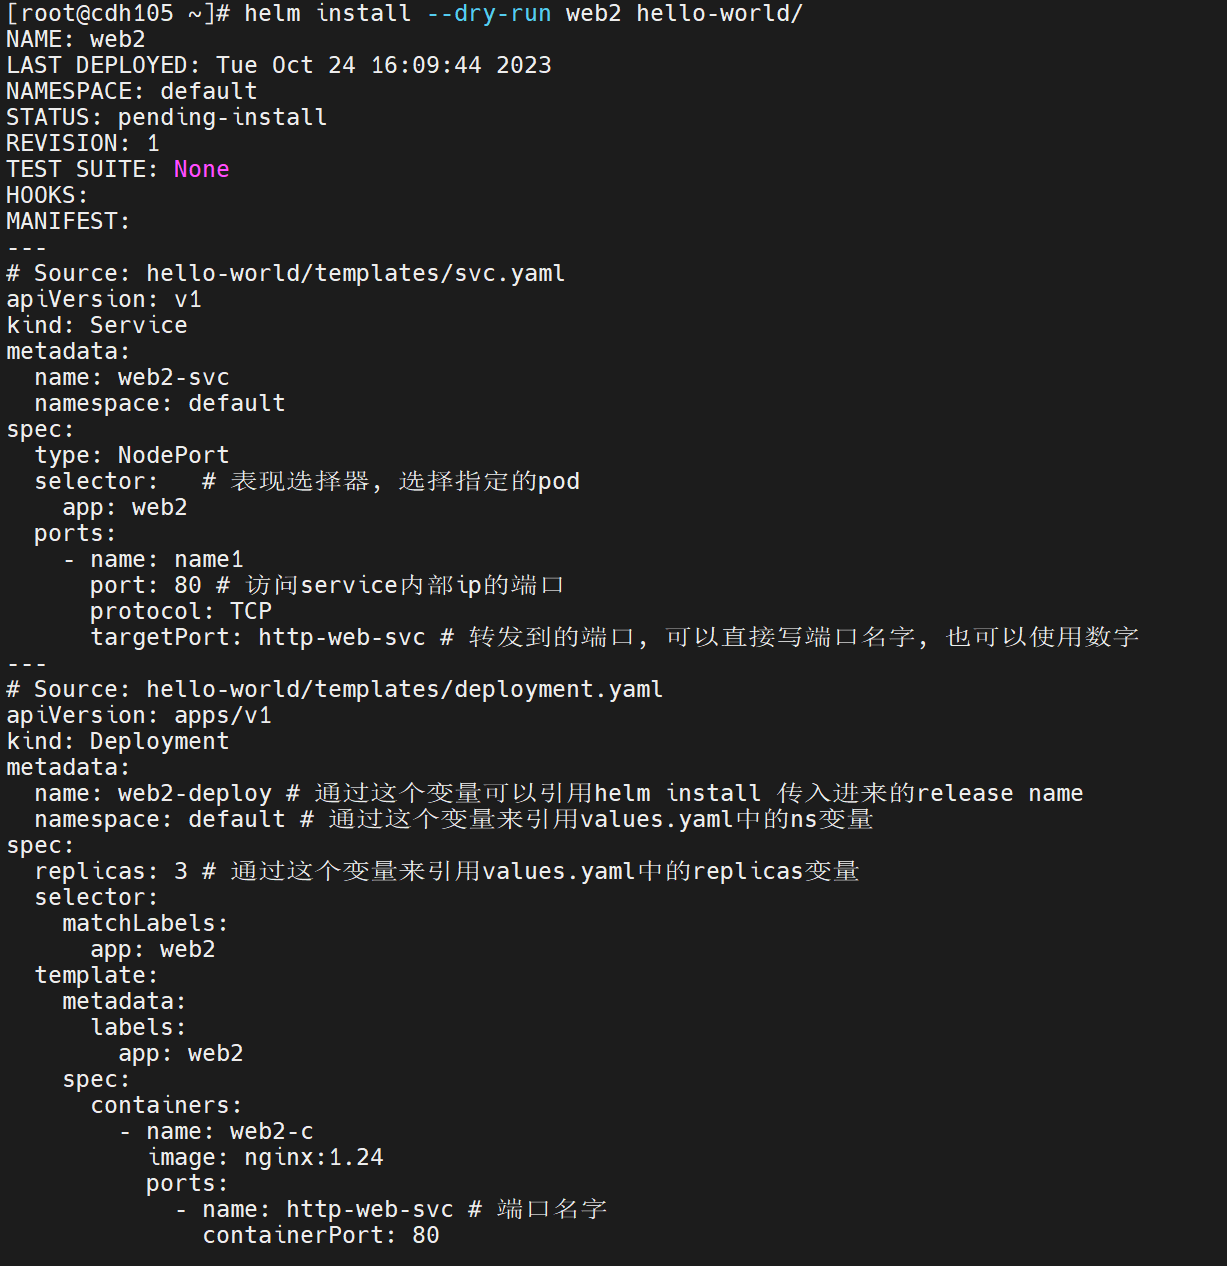 [root@cdh105 ~]# helm install --dry-run web2 hello-world/
NAME: web2
LAST DEPLOYED: Tue Oct 24 16:09:44 2023
NAMESPACE: default
STATUS: pending-install
REVISION: 1
TEST SUITE: None
HOOKS:
MANIFEST:
---
# Source: hello-world/templates/svc.yaml
apiVersion: v1
kind: Service
metadata:
  name: web2-svc
  namespace: default
spec:
  type: NodePort
  selector:   # 表现选择器，选择指定的pod
    app: web2
  ports:
    - name: name1
      port: 80 # 访问service内部ip的端口
      protocol: TCP
      targetPort: http-web-svc # 转发到的端口，可以直接写端口名字，也可以使用数字
---
# Source: hello-world/templates/deployment.yaml
apiVersion: apps/v1
kind: Deployment
metadata:
  name: web2-deploy # 通过这个变量可以引用helm install 传入进来的release name
  namespace: default # 通过这个变量来引用values.yaml中的ns变量
spec:
  replicas: 3 # 通过这个变量来引用values.yaml中的replicas变量
  selector:
    matchLabels:
      app: web2
  template:
    metadata:
      labels:
        app: web2
    spec:
      containers:
        - name: web2-c
          image: nginx:1.24
          ports:
            - name: http-web-svc # 端口名字
              containerPort: 80